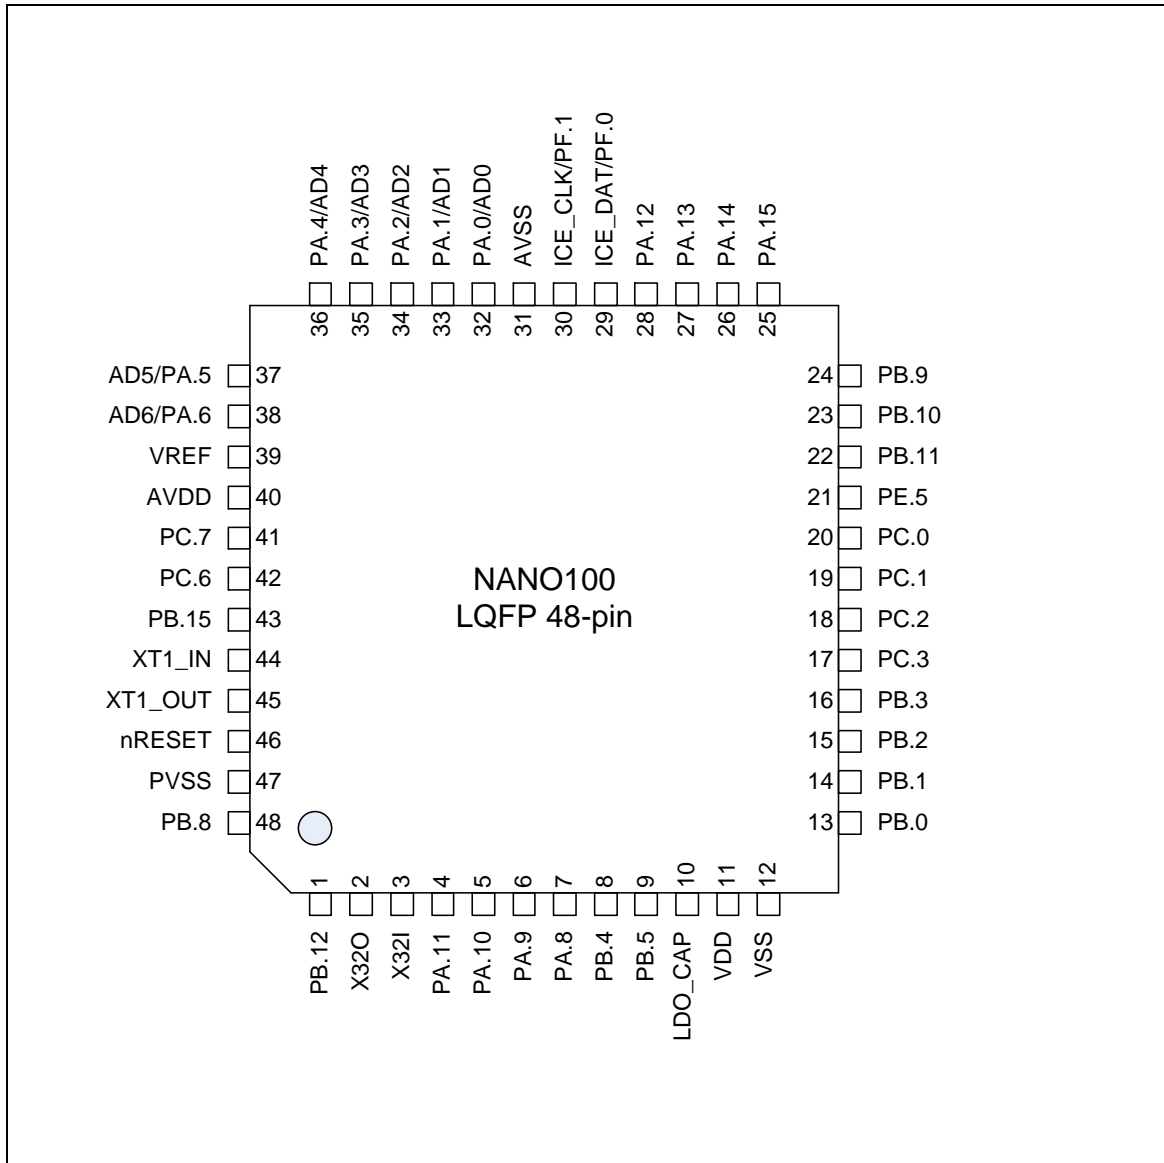 PA.4/AD4
PA.3/AD3
PA.2/AD2
PA.1/AD1
PA.0/AD0
AVSS
ICE_CLK/PF.1
ICE_DAT/PF.0
PA.12
PA.13
PA.14
PA.15
36
35
34
33
32
31
30
29
28
27
26
25
AD5/PA.5 37
AD6/PA.6 38
VREF 39
AVDD 40
PC.7 41
PC.6 42
PB.15 43
XT1_IN 44
XT1_OUT 45
nRESET 46
PVSS 47
PB.8 48
NANO100
LQFP 48-pin
24 PB.9
23 PB.10
22 PB.11
21 PE.5
20 PC.0
19 PC.1
18 PC.2
17 PC.3
16 PB.3
15 PB.2
14 PB.1
13 PB.0
1
2
3
4
5
6
7
8
9
10
11
12
PB.12
X32O
X32I
PA.11
PA.10
PA.9
PA.8
PB.4
PB.5
LDO_CAP
VDD
VSS